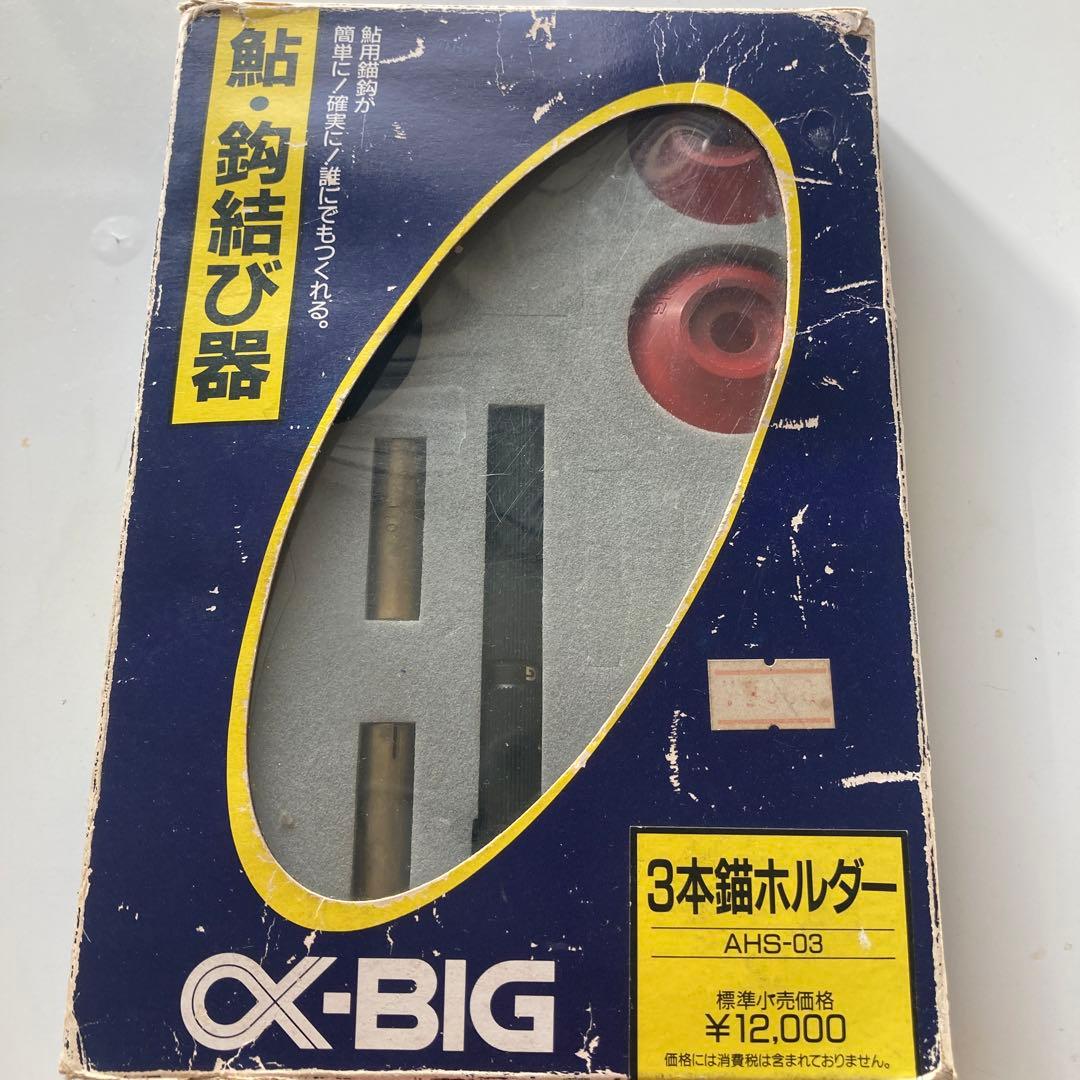 鮎・鈎結び器
鮎用錨鈎が
簡単に!確実に!誰にでもつくれる。
α-BIG
3本錨ホルダー
AHS-03
標準小売価格
¥12,000
価格には消費税は含まれておりません。